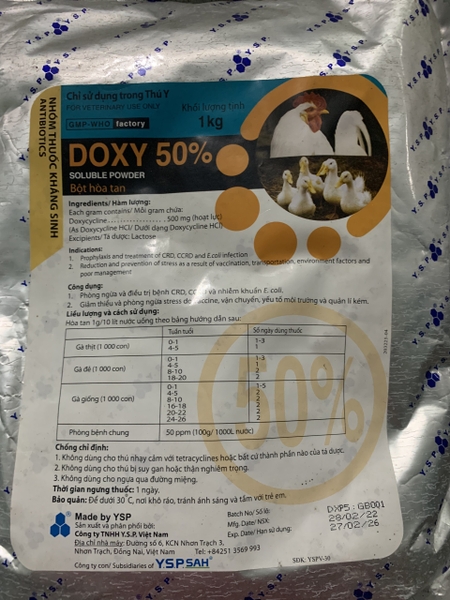 Y.S.P.
NHÓM THUỐC KHÁNG SINH
ANTIBIOTICS
Chỉ sử dụng trong Thú Y
FOR VETERINARY USE ONLY
GMP-WHO factory
Khối lượng tịnh
1kg
DOXY 50%
SOLUBLE POWDER
Bột hòa tan
Ingredients/ Hàm lượng:
Each gram contains/ Mỗi gram chứa:
Doxycycline.................... 500 mg (hoạt lực)
(As Doxycycline HCl/ Dưới dạng Doxycycline HCl)
Excipients/ Tá dược: Lactose
Indications:
1. Prophylaxis and treatment of CRD, CCRD and E.coli infection
2. Reduction and prevention of stress as a result of vaccination, transportation, environment factors and
poor management
Công dụng:
1. Phòng ngừa và điều trị bệnh CRD, và nhiễm khuẩn E. coli.
2. Giảm thiểu và phòng ngừa stress do vaccine, vận chuyển, yếu tố môi trường và quản lí kém.
Liều lượng và cách sử dụng:
Hòa tan 1g/10 lít nước uống theo bảng hướng dẫn sau:
Tuần tuổi Số ngày dùng thuốc
Gà thịt (1 000 con) 0-1 1-3
4-5 1
Gà đẻ (1 000 con) 0-1 1-3
4-5 1
8-10 2
18-20 2
Gà giống (1 000 con) 0-1 1-5
4-5 2
8-10 2
16-18 2
20-22 2
24-26 2
Phòng bệnh chung 50 ppm (100g/ 1000L nước)
50%
Chống chỉ định:
1. Không dùng cho thú nhạy cảm với tetracyclines hoặc bất cứ thành phần nào của tá dược.
2. Không dùng cho thú bị suy gan hoặc thận nghiêm trọng.
3. Không dùng cho ngựa qua đường miệng.
Thời gian ngưng thuốc: 1 ngày.
Bảo quản: Để dưới 30°C, nơi khô ráo, tránh ánh sáng và tầm với trẻ em.
Made by YSP
Sản xuất và phân phối bởi:
Công ty TNHH Y.S.P. Việt Nam
Địa chỉ nhà máy: Đường số 6, KCN Nhơn Trạch 3,
Nhơn Trạch, Đồng Nai, Việt Nam Tel: +84251 3569 993
Công ty con/ Subsidiaries of YSPSAH
Batch No/ Số lô: DXP5 : GB001
Mfg. Date/ NSX: 28/02/22
Exp. Date/ Hạn sử dụng: 27/02/26
SĐK: YSPV-30